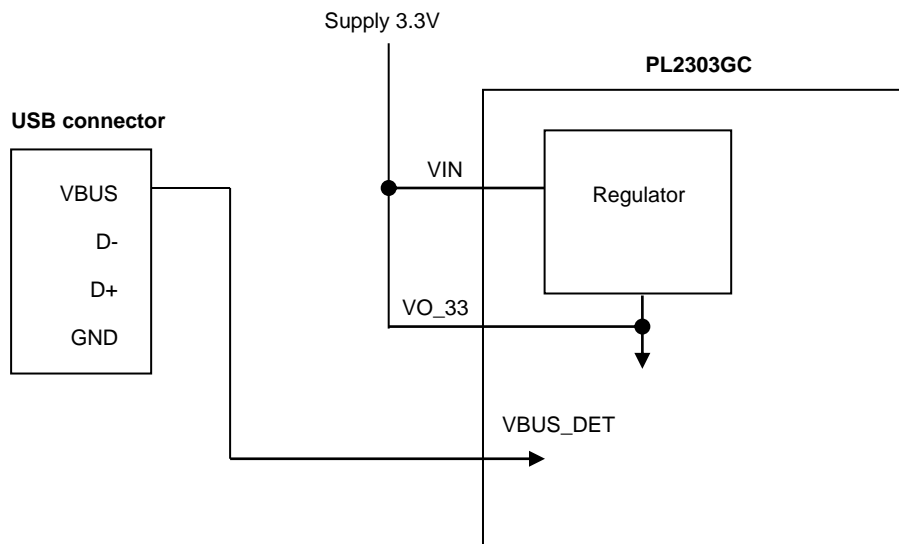 Supply 3.3V
PL2303GC
USB connector
VBUS
D-
D+
GND
VIN
Regulator
VO_33
VBUS_DET